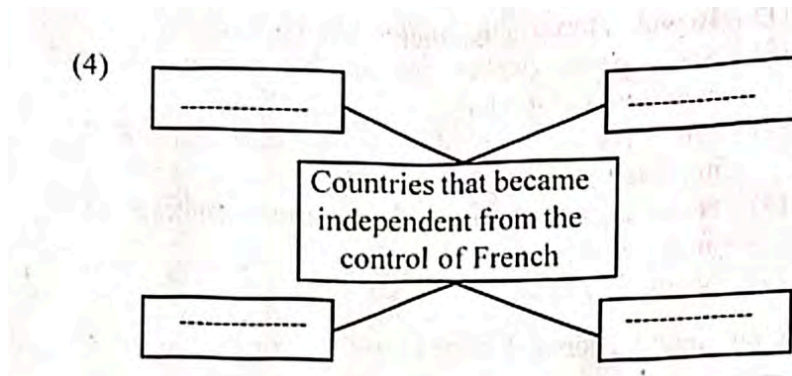 (4)
Countries that became
independent from the
control of French